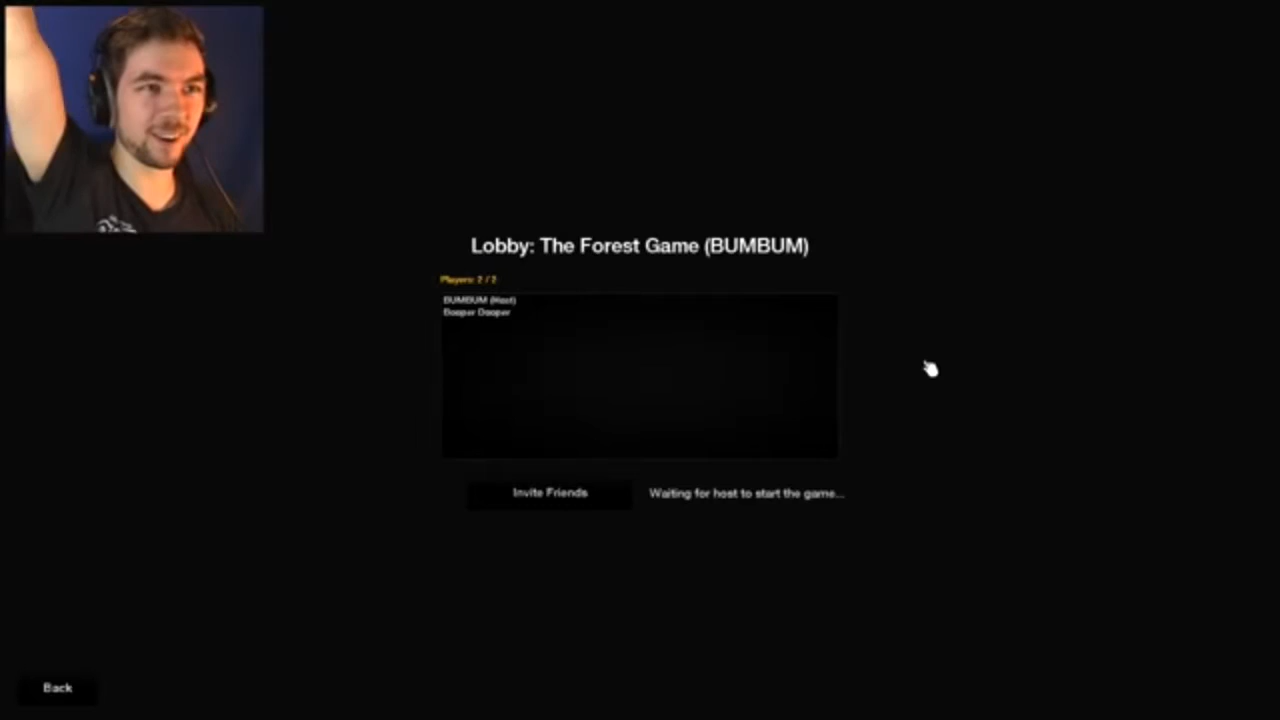 Lobby: The Forest Game (BUMBUM)
Players: 2 / 2
BUMBUM (Host)
Booper Dooper
Invite Friends
Waiting for host to start the game...
Back